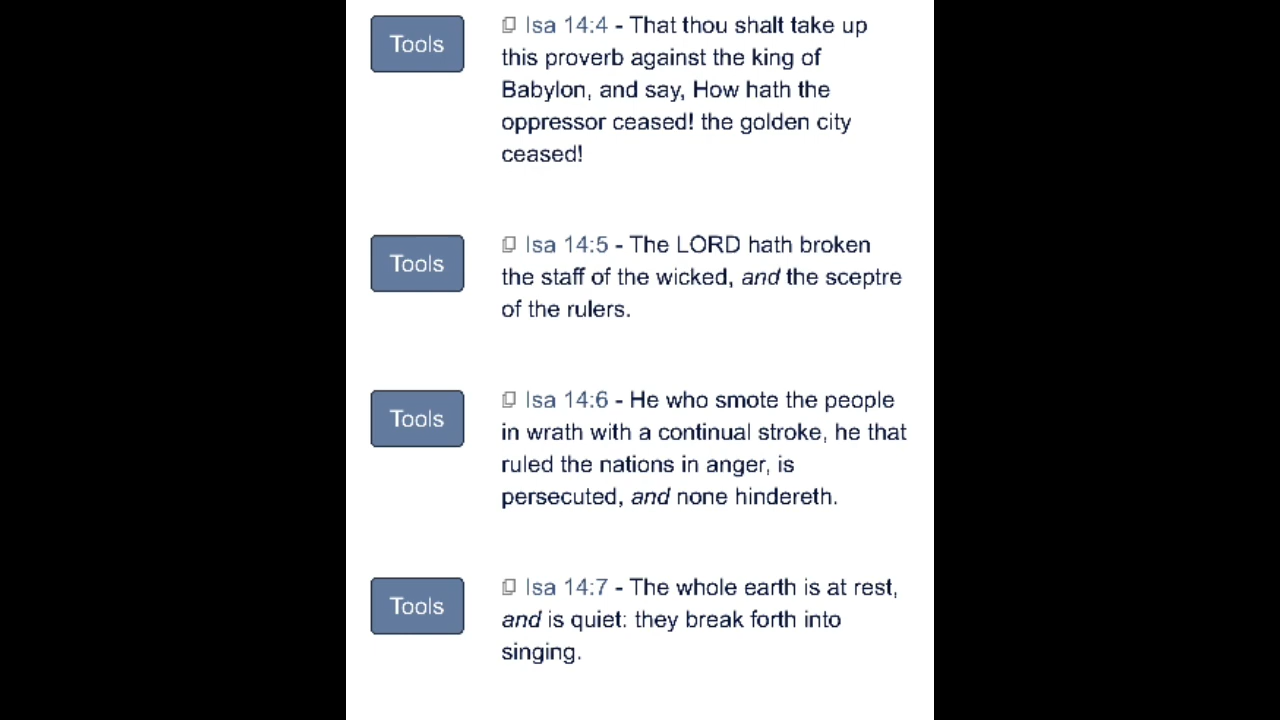 Tools
Isa 14:4 - That thou shalt take up
this proverb against the king of
Babylon, and say, How hath the
oppressor ceased! the golden city
ceased!
Tools
Isa 14:5 - The LORD hath broken
the staff of the wicked, and the sceptre
of the rulers.
Tools
Isa 14:6 - He who smote the people
in wrath with a continual stroke, he that
ruled the nations in anger, is
persecuted, and none hindereth.
Tools
Isa 14:7 - The whole earth is at rest,
and is quiet: they break forth into
singing.